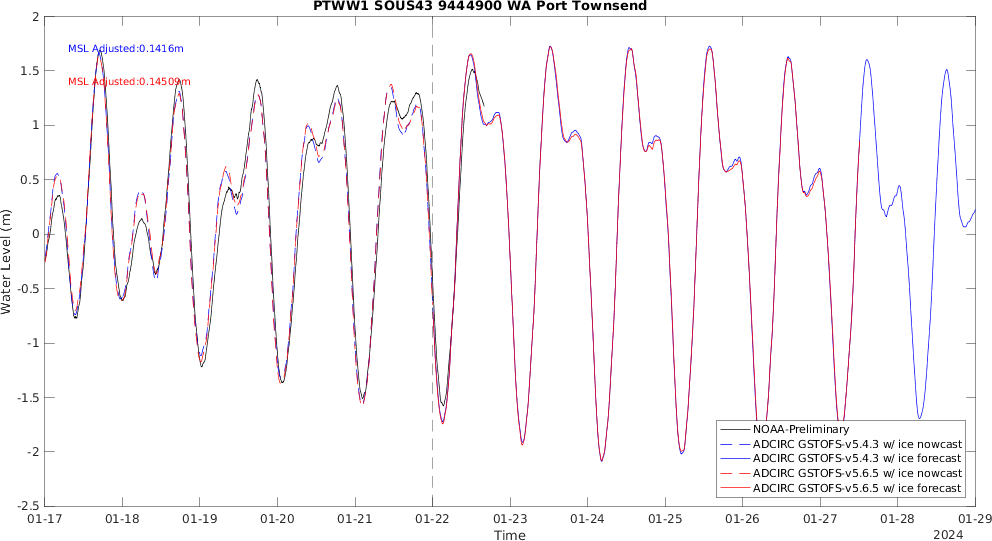 PTWW1 SOUS43 9444900 WA Port Townsend
MSL Adjusted:0.1416m
MSL Adjusted:0.14509m
Water Level (m)
2
1.5
1
0.5
0
-0.5
-1
-1.5
-2
-2.5
NOAA-Preliminary
ADCIRC GSTOFS-v5.4.3 w/ ice nowcast
ADCIRC GSTOFS-v5.4.3 w/ ice forecast
ADCIRC GSTOFS-v5.6.5 w/ ice nowcast
ADCIRC GSTOFS-v5.6.5 w/ ice forecast
01-17 01-18 01-19 01-20 01-21 01-22 01-23 01-24 01-25 01-26 01-27 01-28 01-29
Time
2024